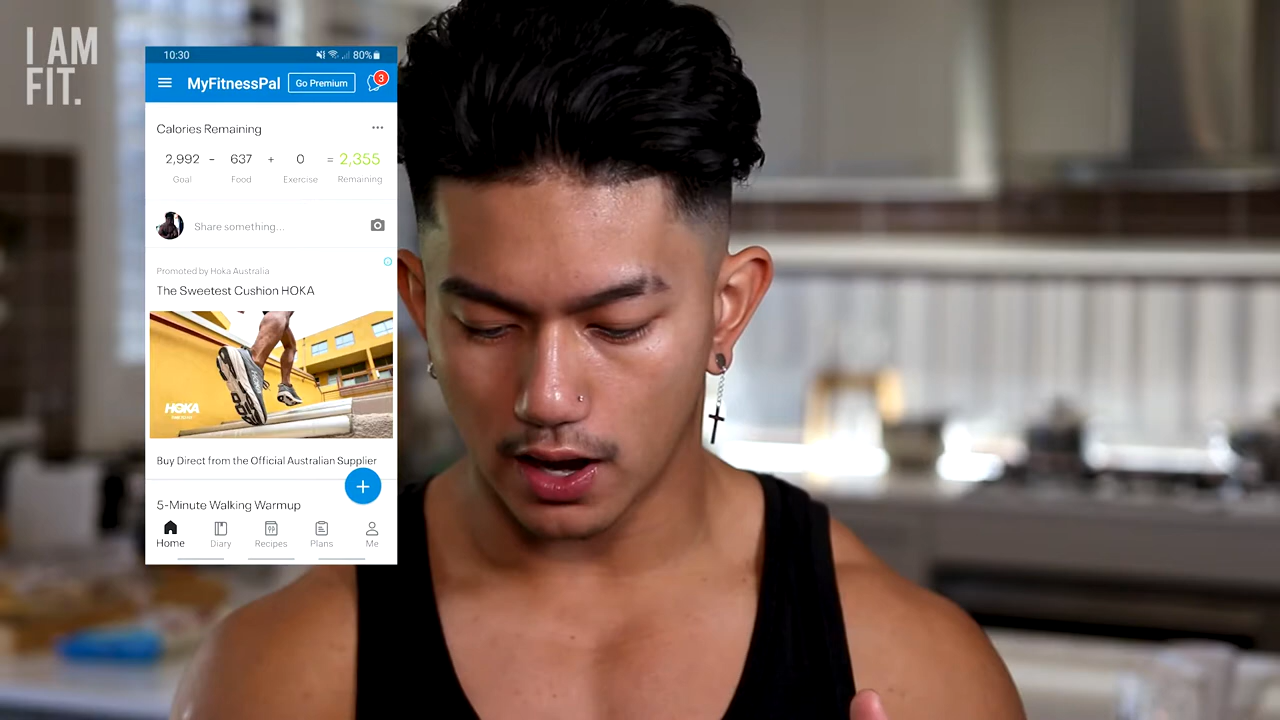 I AM
FIT.
10:30 80%
MyFitnessPal Go Premium 3
Calories Remaining
2,992 - 637 + 0 = 2,355
Goal Food Exercise Remaining
Share something...
Promoted by Hoka Australia
The Sweetest Cushion HOKA
HOKA
Buy Direct from the Official Australian Supplier
5-Minute Walking Warmup
Home Diary Recipes Plans Me